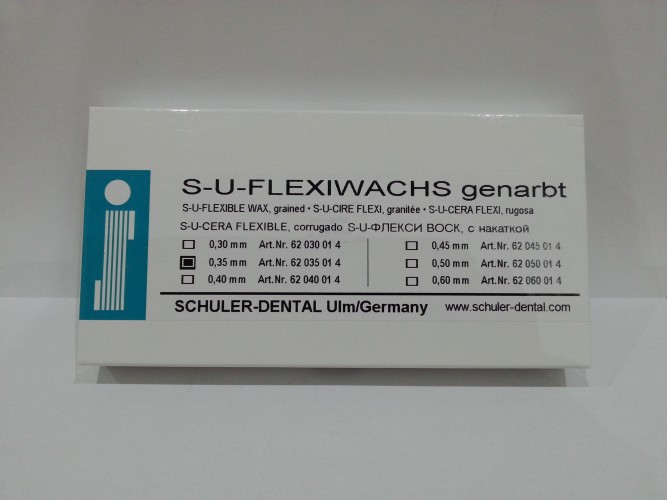 S-U-FLEXIWACHS genarbt
S-U-FLEXIBLE WAX, grained • S-U-CIRE FLEXI, granitée • S-U-CERA FLEXI, rugosa
S-U-CERA FLEXIBLE, corrugado S-U-ФЛЕКСИ ВОСК, с накаткой
0,30 mm Art.Nr. 62 030 01 4
0,35 mm Art.Nr. 62 035 01 4
0,40 mm Art.Nr. 62 040 01 4
0,45 mm Art.Nr. 62 045 01 4
0,50 mm Art.Nr. 62 050 01 4
0,60 mm Art.Nr. 62 060 01 4
SCHULER-DENTAL Ulm/Germany www.schuler-dental.com